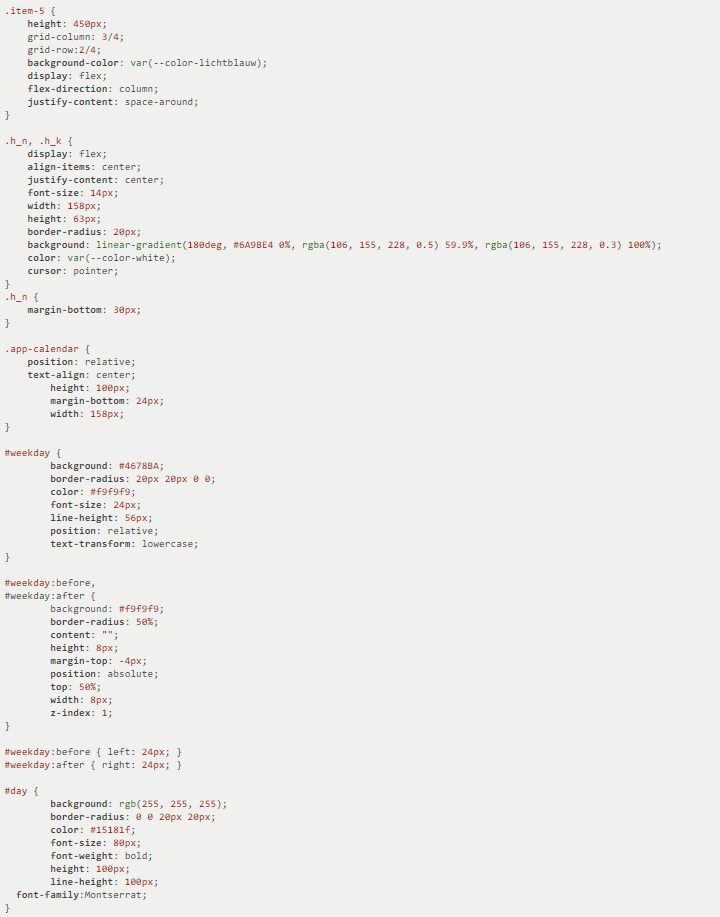 .item-5 {
    height: 450px;
    grid-column: 3/4;
    grid-row:2/4;
    background-color: var(--color-lichtblauw);
    display: flex;
    flex-direction: column;
    justify-content: space-around;
}

.h_n, .h_k {
    display: flex;
    align-items: center;
    justify-content: center;
    font-size: 14px;
    width: 158px;
    height: 63px;
    border-radius: 20px;
    background: linear-gradient(180deg, #6A9BE4 0%, rgba(106, 155, 228, 0.5) 59.9%, rgba(106, 155, 228, 0.3) 100%);
    color: var(--color-white);
    cursor: pointer;
}
.h_n {
    margin-bottom: 30px;
}

.app-calendar {
    position: relative;
    text-align: center;
        height: 100px;
        margin-bottom: 24px;
        width: 158px;
}

#weekday {
        background: #4678BA;
        border-radius: 20px 20px 0 0;
        color: #f9f9f9;
        font-size: 24px;
        line-height: 56px;
        position: relative;
        text-transform: lowercase;
}

#weekday:before,
#weekday:after {
        background: #f9f9f9;
        border-radius: 50%;
        content: "";
        height: 8px;
        margin-top: -4px;
        position: absolute;
        top: 50%;
        width: 8px;
        z-index: 1;
}

#weekday:before { left: 24px; }
#weekday:after { right: 24px; }

#day {
        background: rgb(255, 255, 255);
        border-radius: 0 0 20px 20px;
        color: #15181f;
        font-size: 80px;
        font-weight: bold;
        height: 100px;
        line-height: 100px;
  font-family:Montserrat;
}